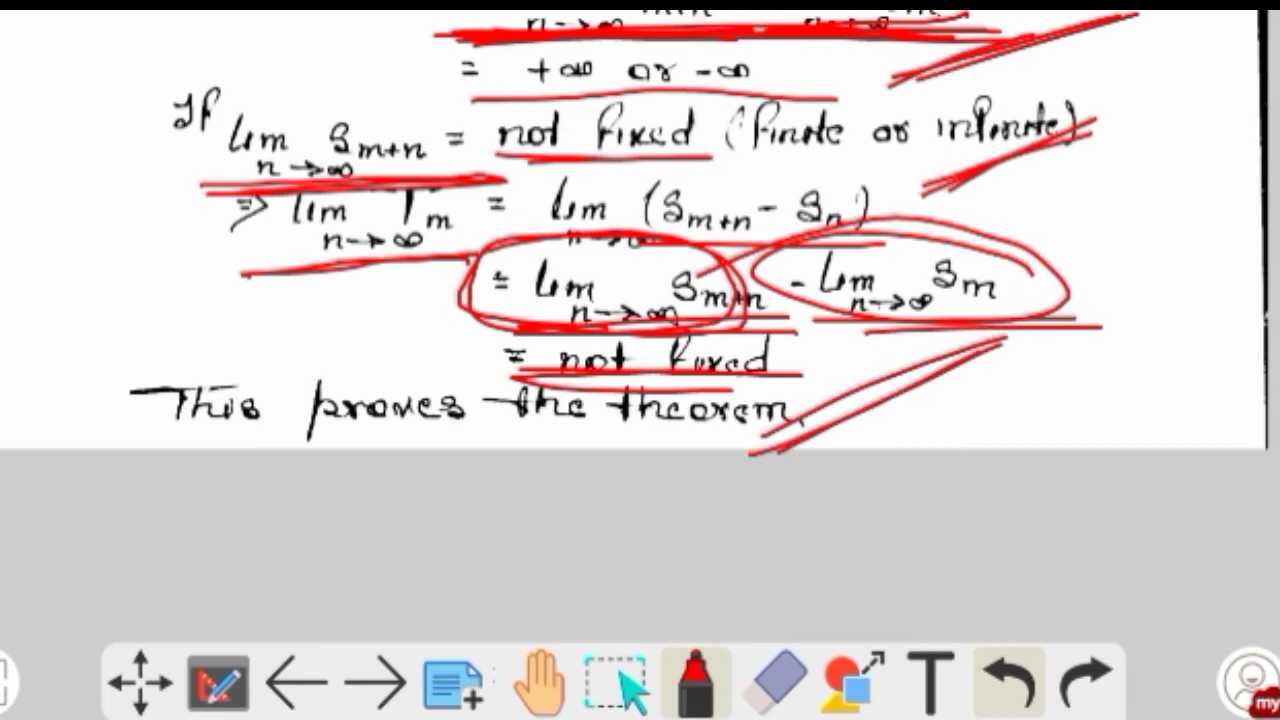 n→∞ m+n n→∞ m
= +∞ or -∞
If lim n→∞ S_{m+n} = not fixed (finite or infinite)
⇒ lim n→∞ T_m = lim n→∞ (S_{m+n} - S_n)
= lim n→∞ S_{m+n} - lim n→∞ S_m
= not fixed
This proves the theorem.
T
my